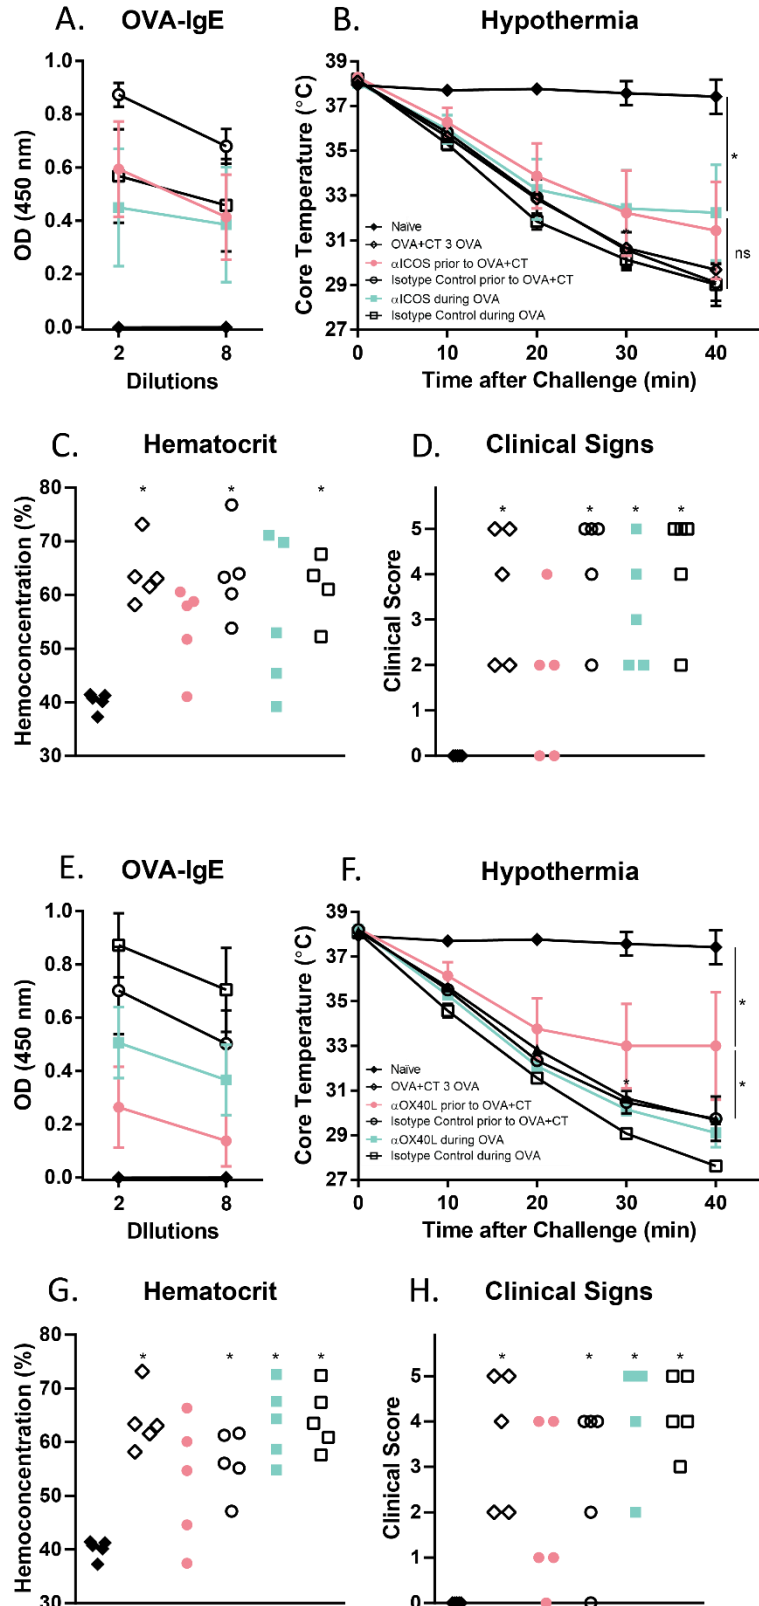 A. OVA-IgE
OD (450 nm)
1.0
0.8
0.6
0.4
0.2
0.0
2 8
Dilutions
B. Hypothermia
Core Temperature (°C)
39
37
35
33
31
29
27
Naïve
OVA+CT 3 OVA
αICOS prior to OVA+CT
Isotype Control prior to OVA+CT
αICOS during OVA
Isotype Control during OVA
*
ns
0 10 20 30 40
Time after Challenge (min)
C. Hematocrit
Hemoconcentration (%)
80
70
60
50
40
30
* * *
D. Clinical Signs
Clinical Score
5
4
3
2
1
0
* * * *
E. OVA-IgE
OD (450 nm)
1.0
0.8
0.6
0.4
0.2
0.0
2 8
DIlutions
F. Hypothermia
Core Temperature (°C)
39
37
35
33
31
29
27
*
Naïve
OVA+CT 3 OVA
αOX40L prior to OVA+CT
Isotype Control prior to OVA+CT
αOX40L during OVA
Isotype Control during OVA
*
*
0 10 20 30 40
Time after Challenge (min)
G. Hematocrit
Hemoconcentration (%)
80
70
60
50
40
30
* * * *
H. Clinical Signs
Clinical Score
5
4
3
2
1
0
* * * *